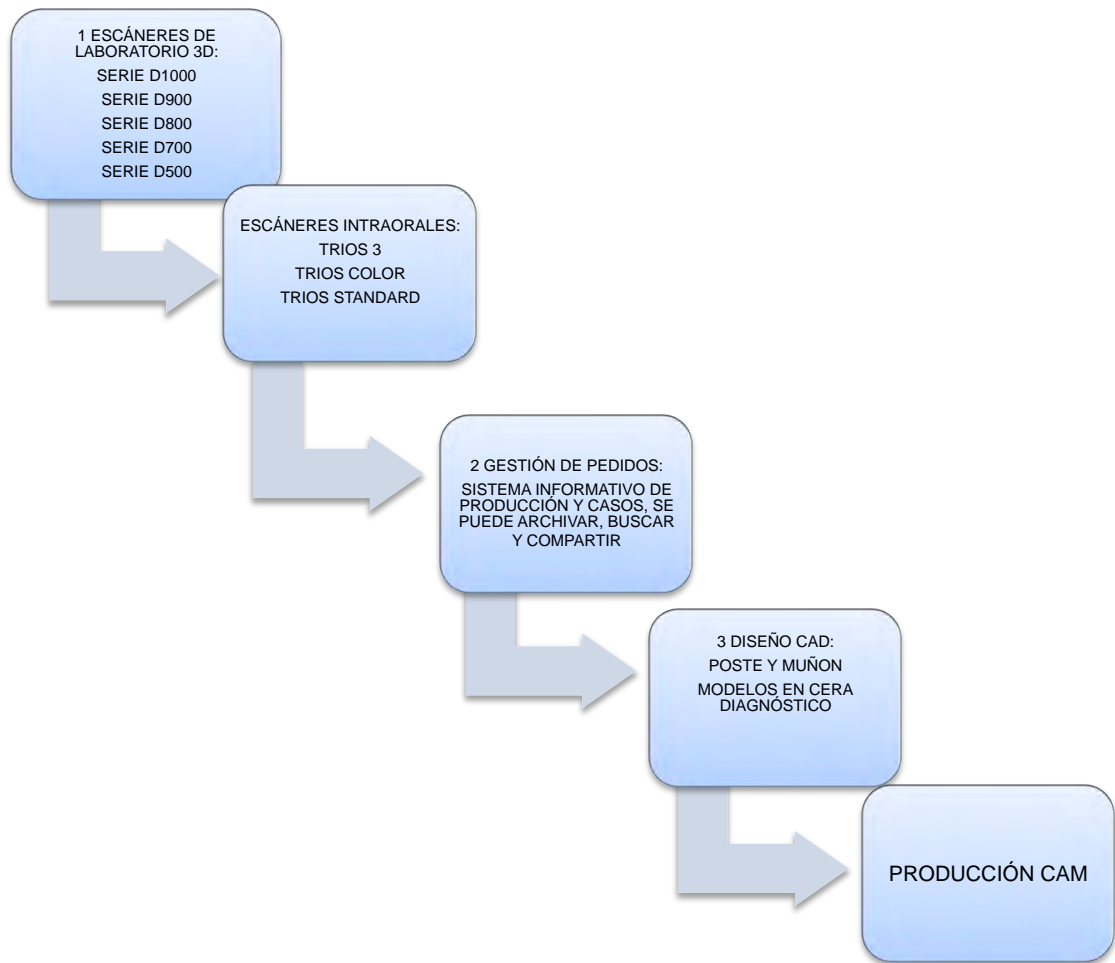 1 ESCÁNERES DE
LABORATORIO 3D:
SERIE D1000
SERIE D900
SERIE D800
SERIE D700
SERIE D500
ESCÁNERES INTRAORALES:
TRIOS 3
TRIOS COLOR
TRIOS STANDARD
2 GESTIÓN DE PEDIDOS:
SISTEMA INFORMATIVO DE
PRODUCCIÓN Y CASOS, SE
PUEDE ARCHIVAR, BUSCAR
Y COMPARTIR
3 DISEÑO CAD:
POSTE Y MUÑON
MODELOS EN CERA
DIAGNÓSTICO
PRODUCCIÓN CAM